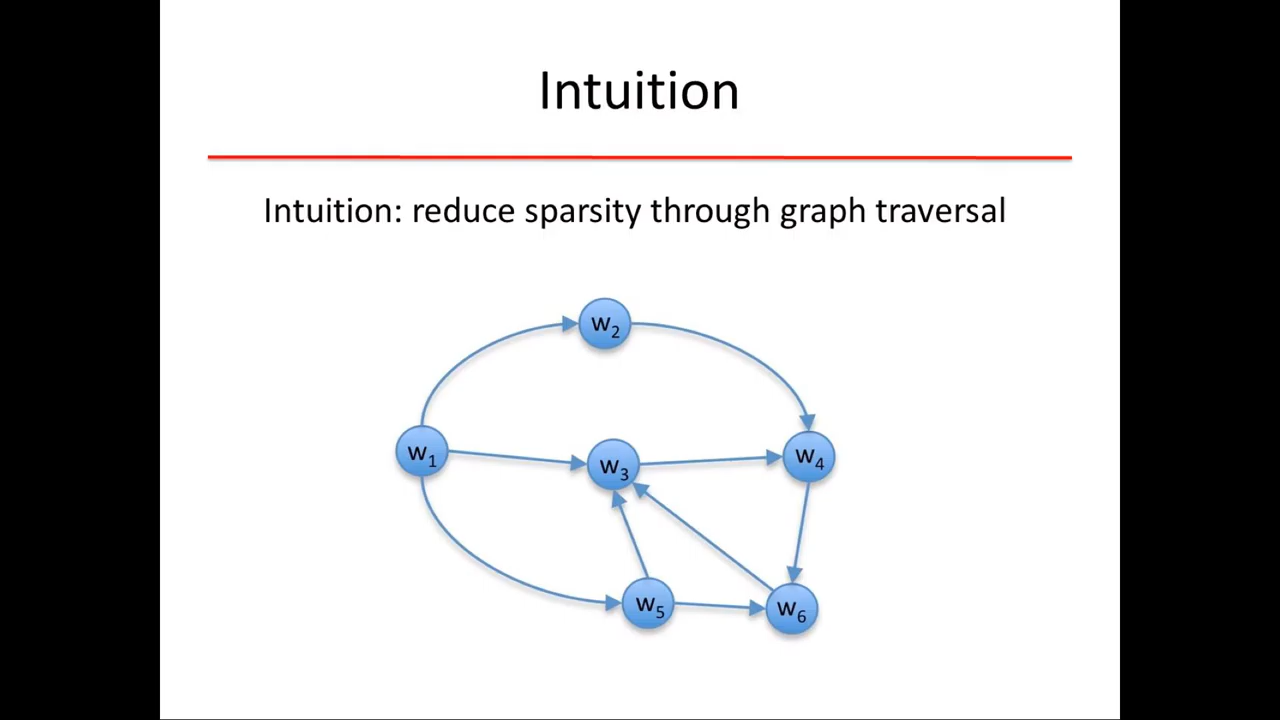 Intuition
Intuition: reduce sparsity through graph traversal
w₂
w₁
w₃
w₄
w₅
w₆